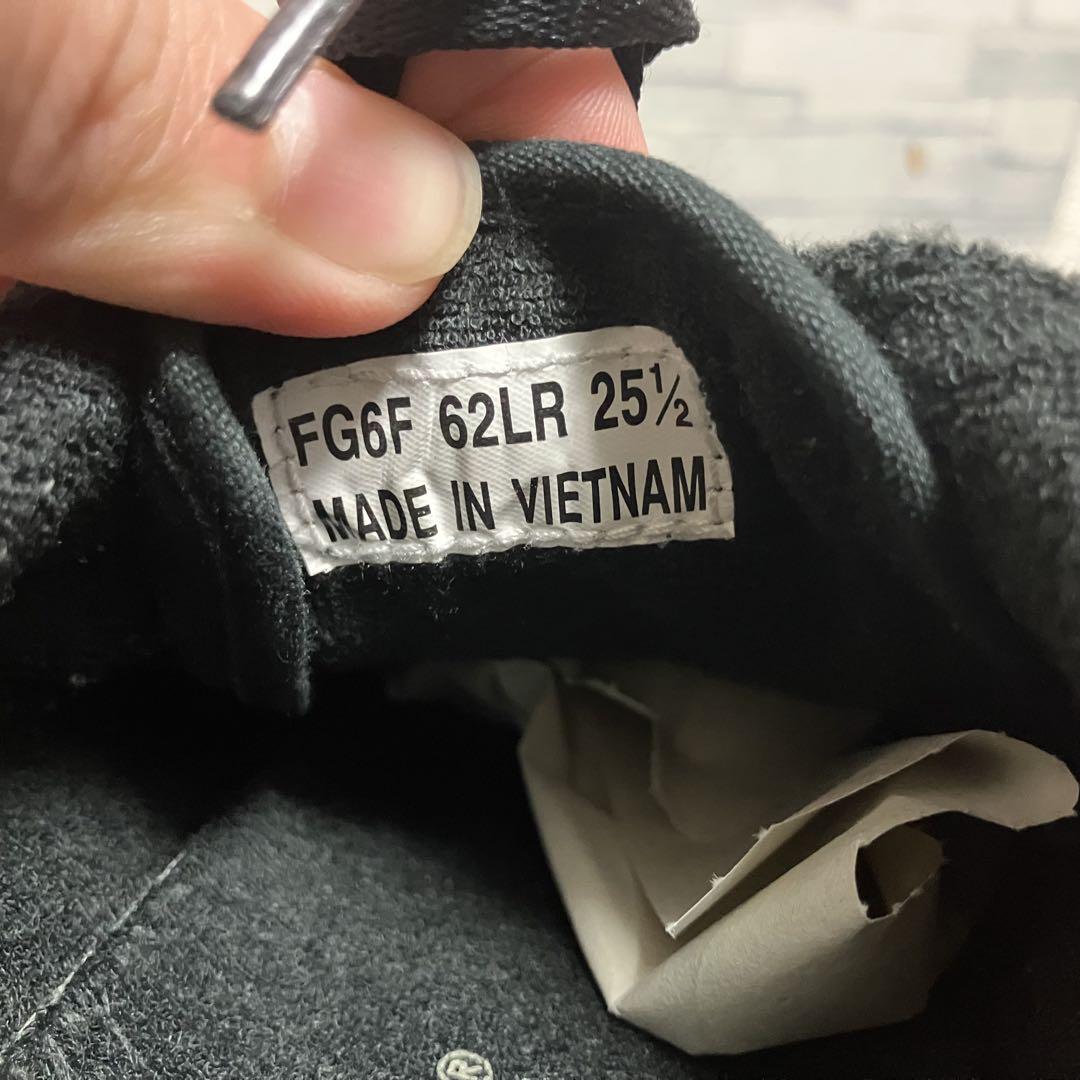 FG6F 62LR 25½
MADE IN VIETNAM
®